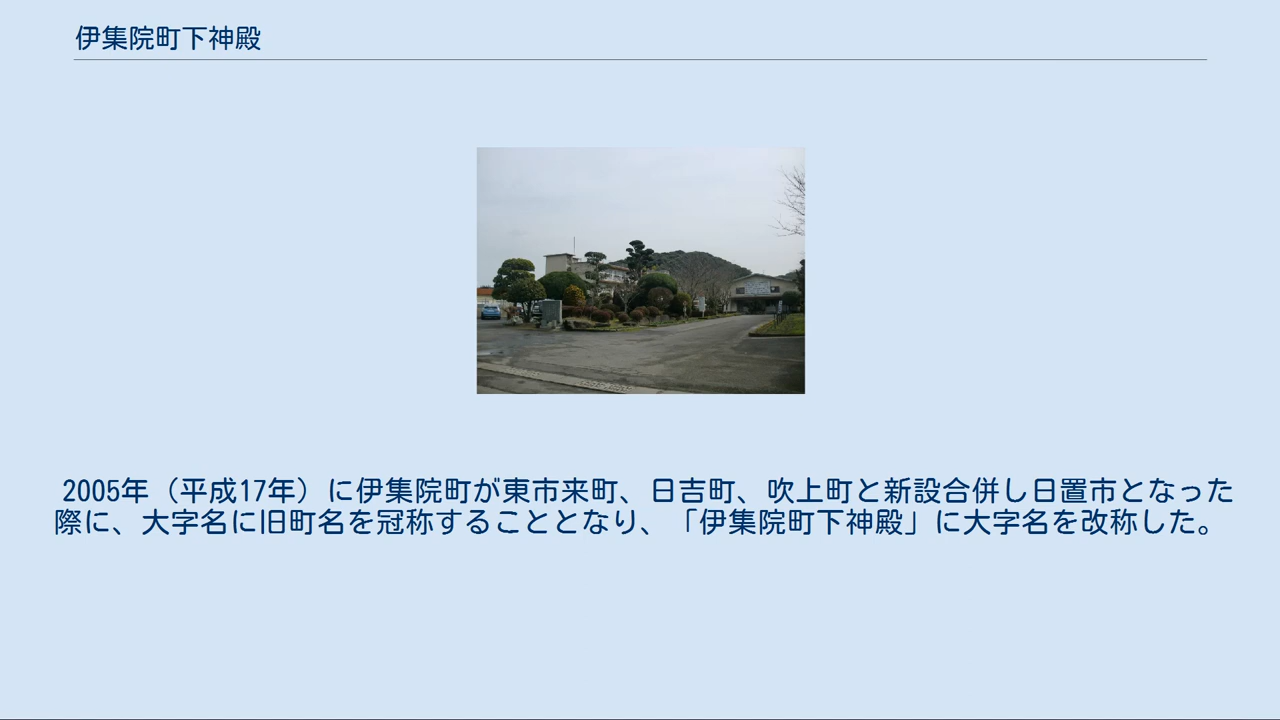 伊集院町下神殿
2005年（平成17年）に伊集院町が東市来町、日吉町、吹上町と新設合併し日置市となった
際に、大字名に旧町名を冠称することとなり、「伊集院町下神殿」に大字名を改称した。